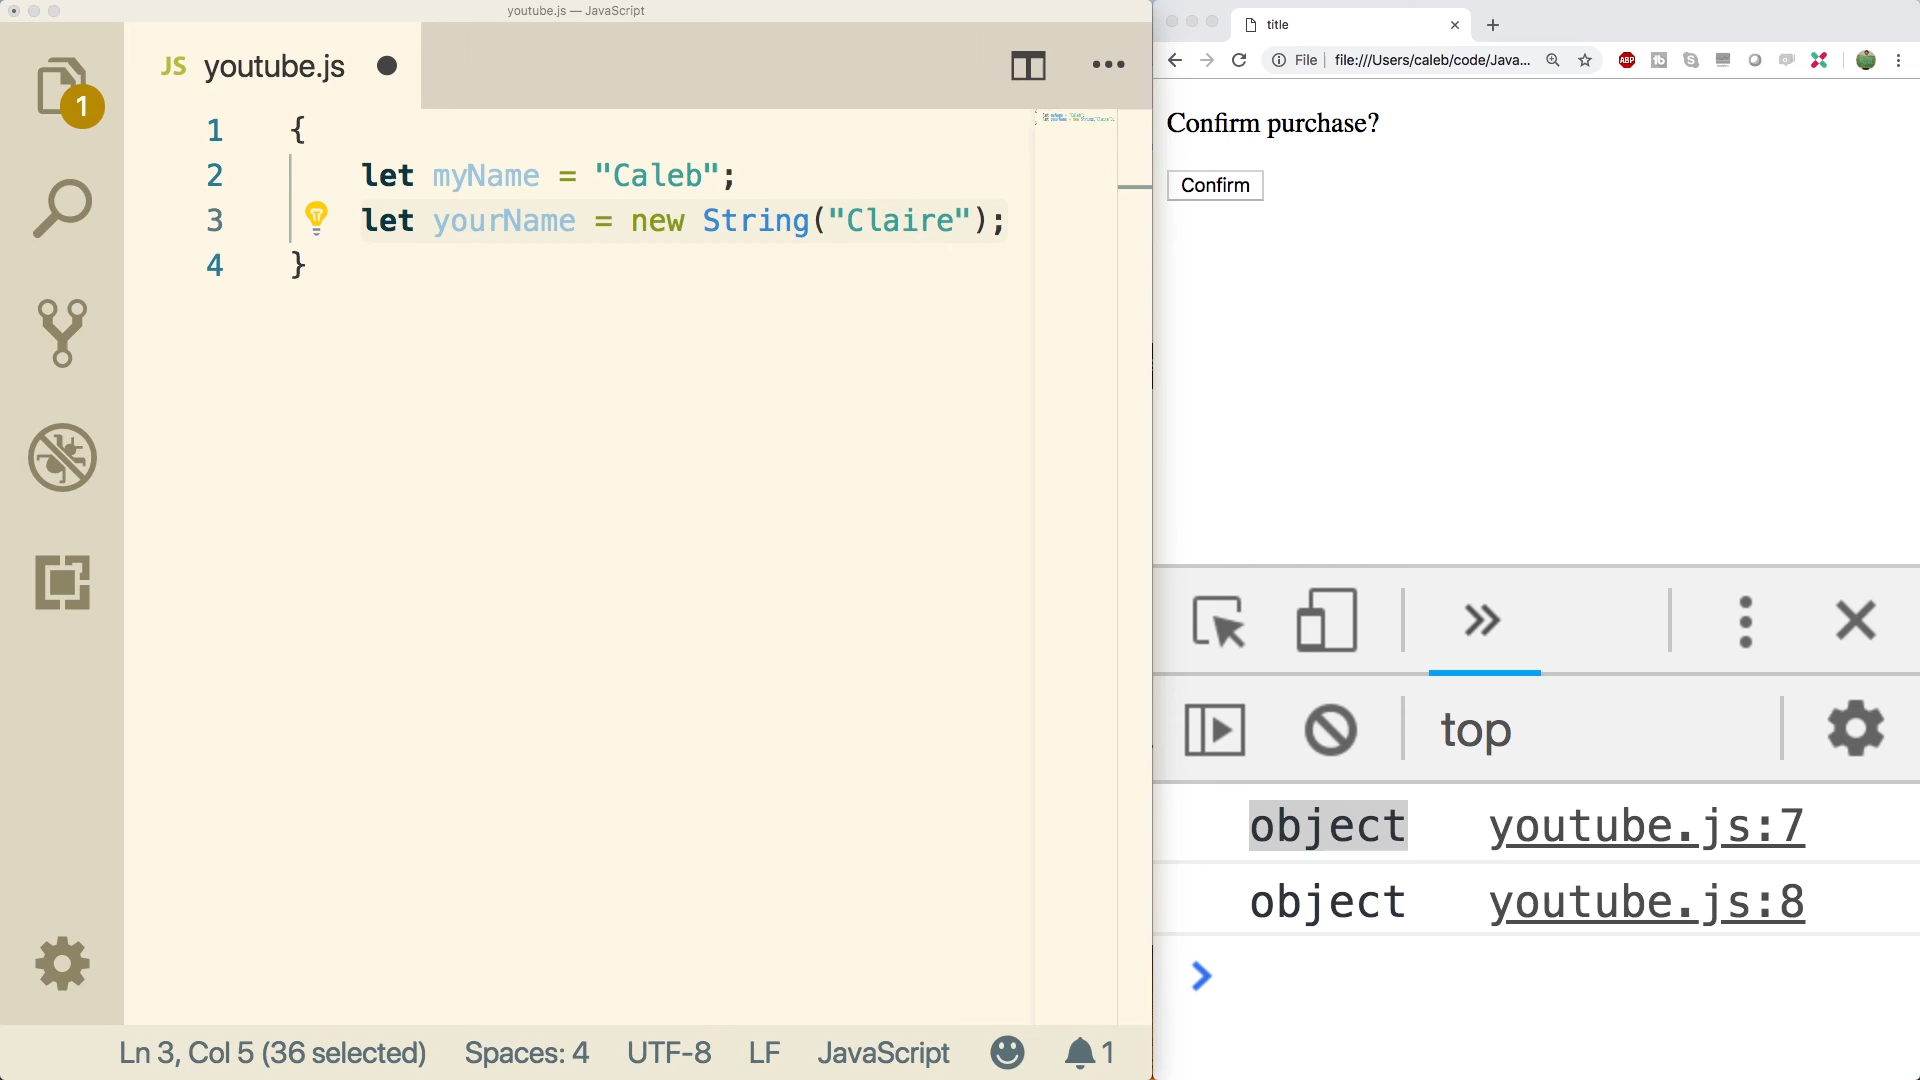 youtube.js — JavaScript
JS youtube.js
1
1 {
2 let myName = "Caleb";
3 let yourName = new String("Claire");
4 }
Ln 3, Col 5 (36 selected) Spaces: 4 UTF-8 LF JavaScript 1
title
File file:///Users/caleb/code/Java...
ABP
Confirm purchase?
Confirm
top
object youtube.js:7
object youtube.js:8